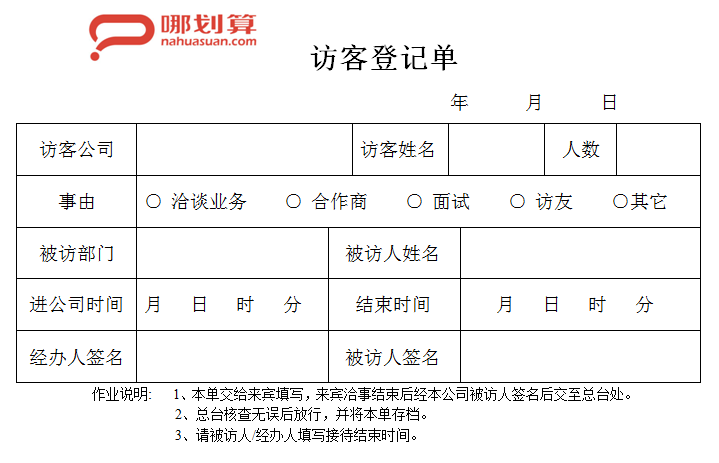 哪划算
nahuasuan.com
访客登记单
年 月 日
访客公司 访客姓名 人数
事由 ○ 洽谈业务 ○ 合作商 ○ 面试 ○ 访友 ○其它
被访部门 被访人姓名
进公司时间 月 日 时 分 结束时间 月 日 时 分
经办人签名 被访人签名
作业说明: 1、本单交给来宾填写，来宾洽事结束后经本公司被访人签名后交至总台处。
2、总台核查无误后放行，并将本单存档。
3、请被访人/经办人填写接待结束时间。